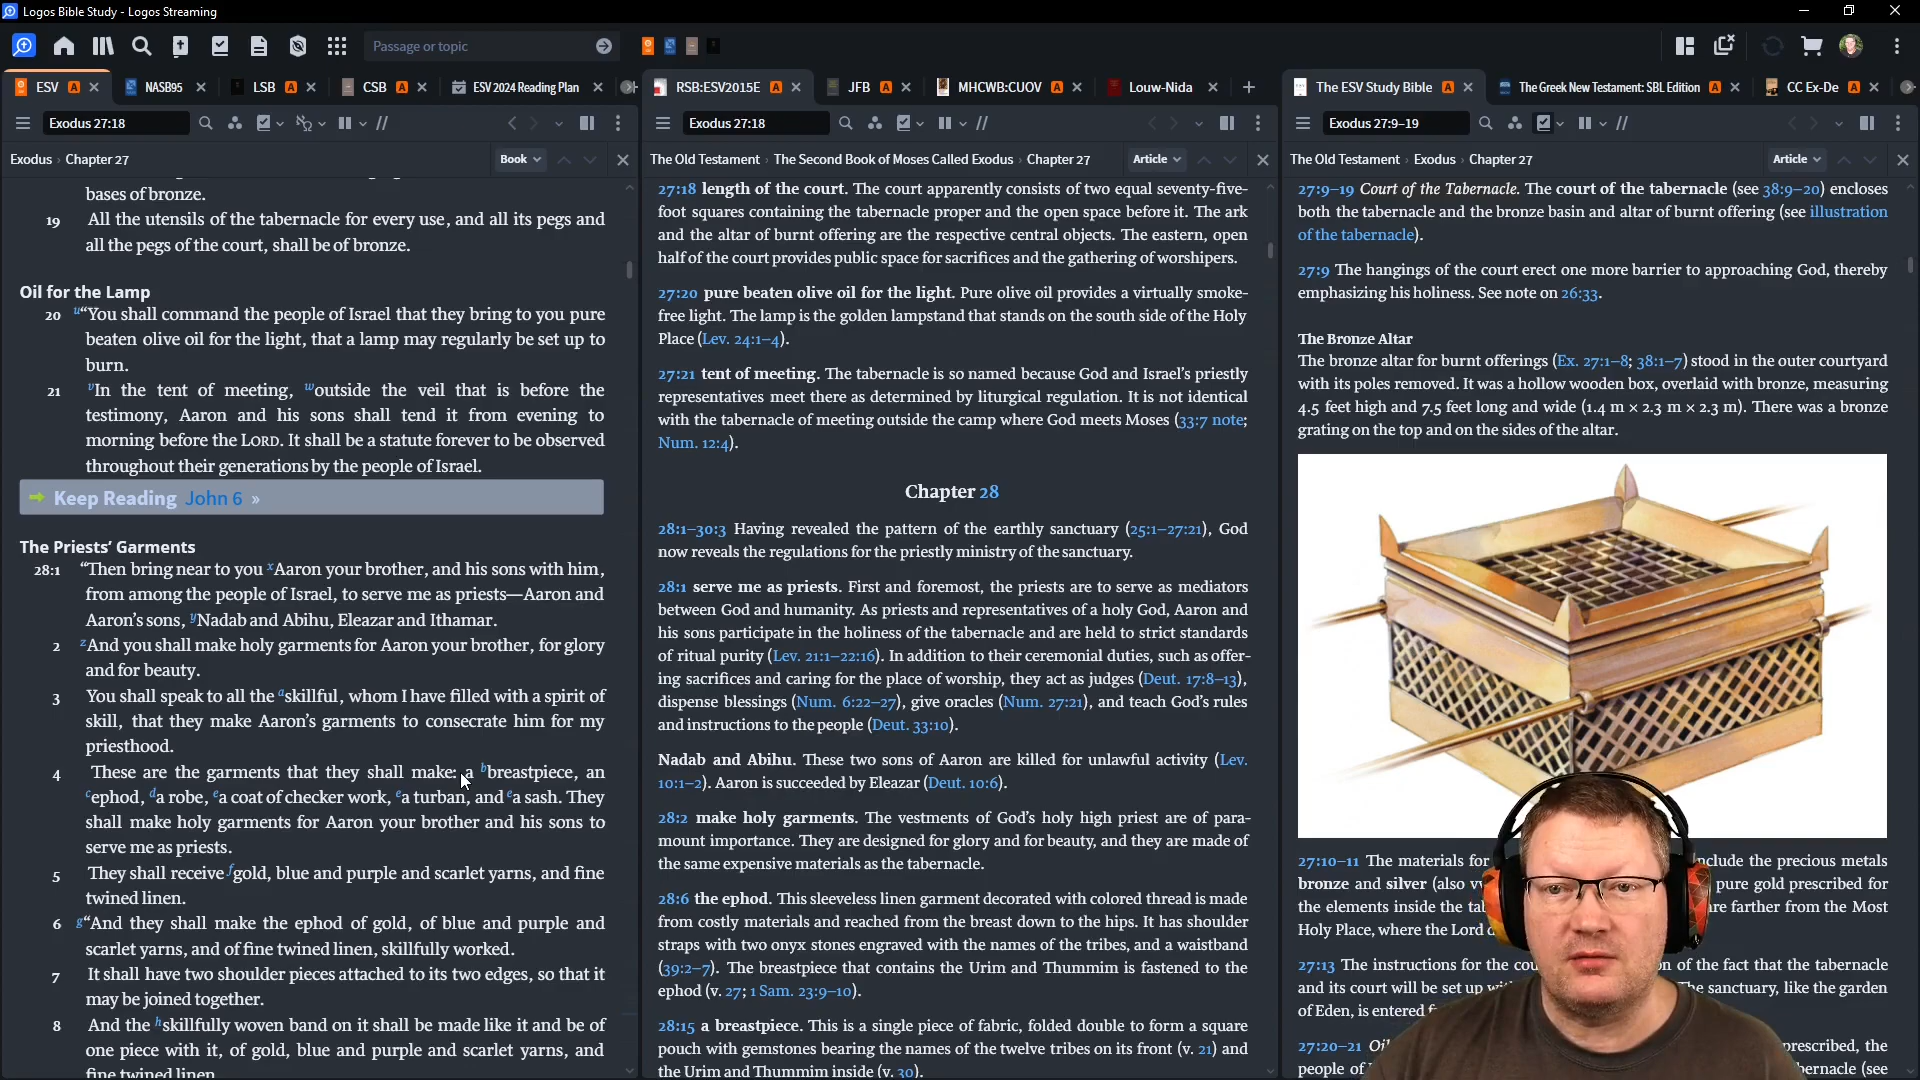 Logos Bible Study - Logos Streaming
Passage or topic
ESV A
NASB95
LSB A
CSB A
ESV 2024 Reading Plan
RSB:ESV2015E A
JFB A
MHCWB:CUOV A
Louw-Nida
The ESV Study Bible A
The Greek New Testament: SBL Edition A
CC Ex-De A
Exodus 27:18
Exodus 27:18
Exodus 27:9–19
Exodus › Chapter 27
Book
bases of bronze.
19 All the utensils of the tabernacle for every use, and all its pegs and
all the pegs of the court, shall be of bronze.
Oil for the Lamp
20 u“You shall command the people of Israel that they bring to you pure
beaten olive oil for the light, that a lamp may regularly be set up to
burn.
21 vIn the tent of meeting, woutside the veil that is before the
testimony, Aaron and his sons shall tend it from evening to
morning before the LORD. It shall be a statute forever to be observed
throughout their generations by the people of Israel.
Keep Reading John 6 »
The Priests’ Garments
28:1 “Then bring near to you xAaron your brother, and his sons with him,
from among the people of Israel, to serve me as priests—Aaron and
Aaron’s sons, yNadab and Abihu, Eleazar and Ithamar.
2 zAnd you shall make holy garments for Aaron your brother, for glory
and for beauty.
3 You shall speak to all the askillful, whom I have filled with a spirit of
skill, that they make Aaron’s garments to consecrate him for my
priesthood.
4 These are the garments that they shall make: a bbreastpiece, an
cephod, da robe, ea coat of checker work, ea turban, and ea sash. They
shall make holy garments for Aaron your brother and his sons to
serve me as priests.
5 They shall receive fgold, blue and purple and scarlet yarns, and fine
twined linen.
6 g“And they shall make the ephod of gold, of blue and purple and
scarlet yarns, and of fine twined linen, skillfully worked.
7 It shall have two shoulder pieces attached to its two edges, so that it
may be joined together.
8 And the hskillfully woven band on it shall be made like it and be of
one piece with it, of gold, blue and purple and scarlet yarns, and
fine twined linen
The Old Testament › The Second Book of Moses Called Exodus › Chapter 27
Article
27:18 length of the court. The court apparently consists of two equal seventy-five-
foot squares containing the tabernacle proper and the open space before it. The ark
and the altar of burnt offering are the respective central objects. The eastern, open
half of the court provides public space for sacrifices and the gathering of worshipers.
27:20 pure beaten olive oil for the light. Pure olive oil provides a virtually smoke-
free light. The lamp is the golden lampstand that stands on the south side of the Holy
Place (Lev. 24:1–4).
27:21 tent of meeting. The tabernacle is so named because God and Israel’s priestly
representatives meet there as determined by liturgical regulation. It is not identical
with the tabernacle of meeting outside the camp where God meets Moses (33:7 note;
Num. 12:4).
Chapter 28
28:1–30:3 Having revealed the pattern of the earthly sanctuary (25:1–27:21), God
now reveals the regulations for the priestly ministry of the sanctuary.
28:1 serve me as priests. First and foremost, the priests are to serve as mediators
between God and humanity. As priests and representatives of a holy God, Aaron and
his sons participate in the holiness of the tabernacle and are held to strict standards
of ritual purity (Lev. 21:1–22:16). In addition to their ceremonial duties, such as offer-
ing sacrifices and caring for the place of worship, they act as judges (Deut. 17:8–13),
dispense blessings (Num. 6:22–27), give oracles (Num. 27:21), and teach God’s rules
and instructions to the people (Deut. 33:10).
Nadab and Abihu. These two sons of Aaron are killed for unlawful activity (Lev.
10:1–2). Aaron is succeeded by Eleazar (Deut. 10:6).
28:2 make holy garments. The vestments of God’s holy high priest are of para-
mount importance. They are designed for glory and for beauty, and they are made of
the same expensive materials as the tabernacle.
28:6 the ephod. This sleeveless linen garment decorated with colored thread is made
from costly materials and reached from the breast down to the hips. It has shoulder
straps with two onyx stones engraved with the names of the tribes, and a waistband
(39:2–7). The breastpiece that contains the Urim and Thummim is fastened to the
ephod (v. 27; 1 Sam. 23:9–10).
28:15 a breastpiece. This is a single piece of fabric, folded double to form a square
pouch with gemstones bearing the names of the twelve tribes on its front (v. 21) and
the Urim and Thummim inside (v. 30).
The Old Testament › Exodus › Chapter 27
Article
27:9–19 Court of the Tabernacle. The court of the tabernacle (see 38:9–20) encloses
both the tabernacle and the bronze basin and altar of burnt offering (see illustration
of the tabernacle).
27:9 The hangings of the court erect one more barrier to approaching God, thereby
emphasizing his holiness. See note on 26:33.
The Bronze Altar
The bronze altar for burnt offerings (Ex. 27:1–8; 38:1–7) stood in the outer courtyard
with its poles removed. It was a hollow wooden box, overlaid with bronze, measuring
4.5 feet high and 7.5 feet long and wide (1.4 m × 2.3 m × 2.3 m). There was a bronze
grating on the top and on the sides of the altar.
27:10–11 The materials for nclude the precious metals
bronze and silver (also pure gold prescribed for
the elements inside the re farther from the Most
Holy Place, where the Lord
27:13 The instructions for the n of the fact that the tabernacle
and its court will be set up The sanctuary, like the garden
of Eden, is entered
27:20–21 prescribed, the
people of bernacle (see